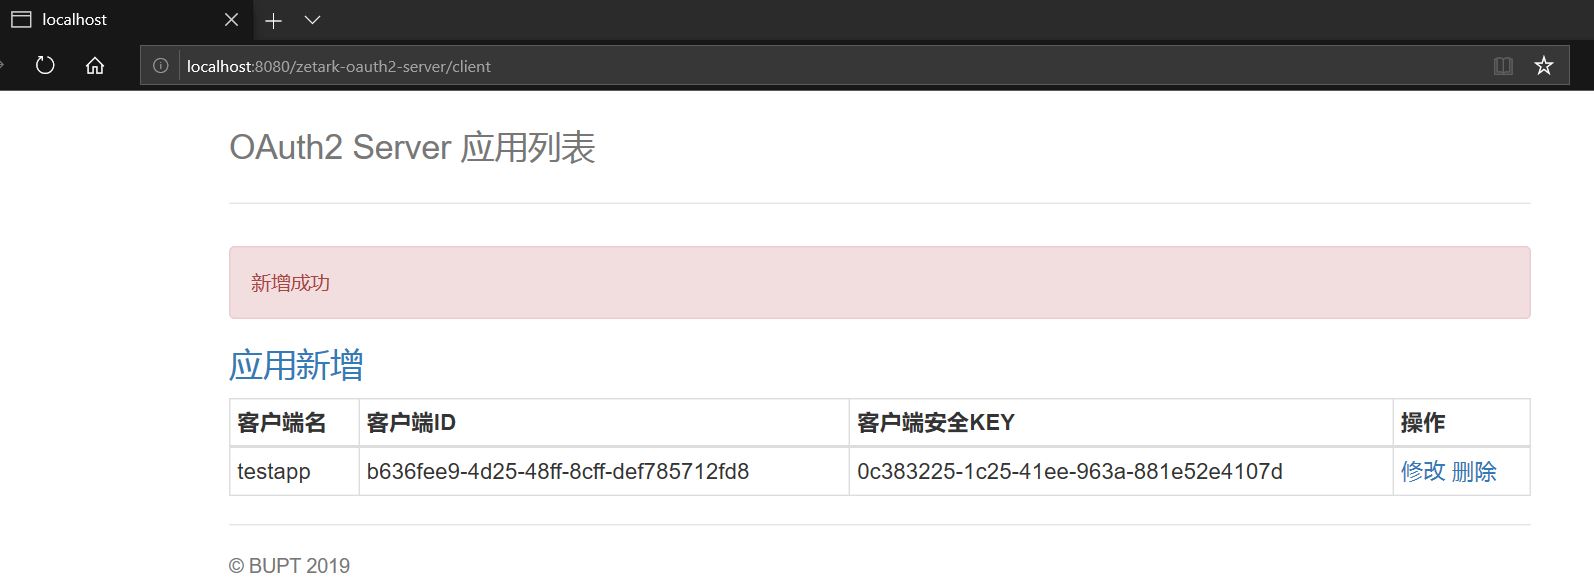 localhost
localhost:8080/zetark-oauth2-server/client
OAuth2 Server 应用列表
新增成功
应用新增
客户端名 客户端ID 客户端安全KEY 操作
testapp b636fee9-4d25-48ff-8cff-def785712fd8 0c383225-1c25-41ee-963a-881e52e4107d 修改 删除
© BUPT 2019